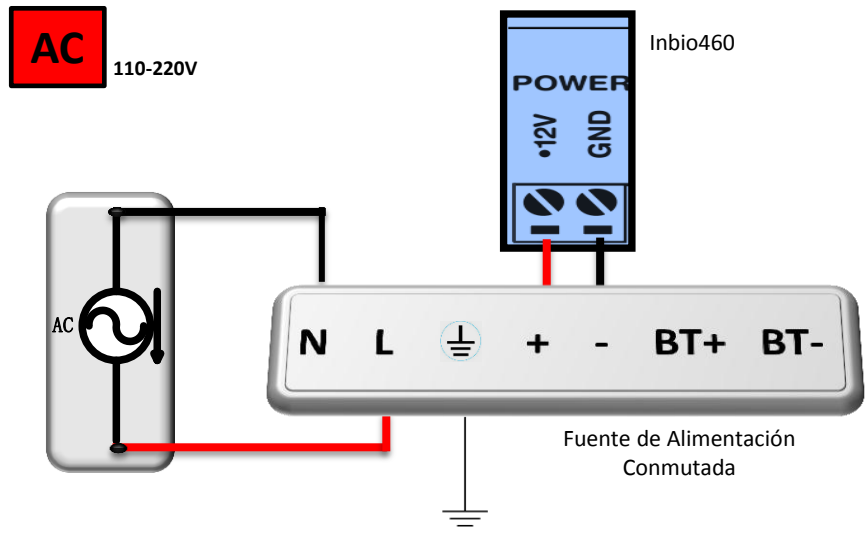 AC
110-220V
Inbio460
POWER
•12V
GND
AC
N L + - BT+ BT-
Fuente de Alimentación
Conmutada